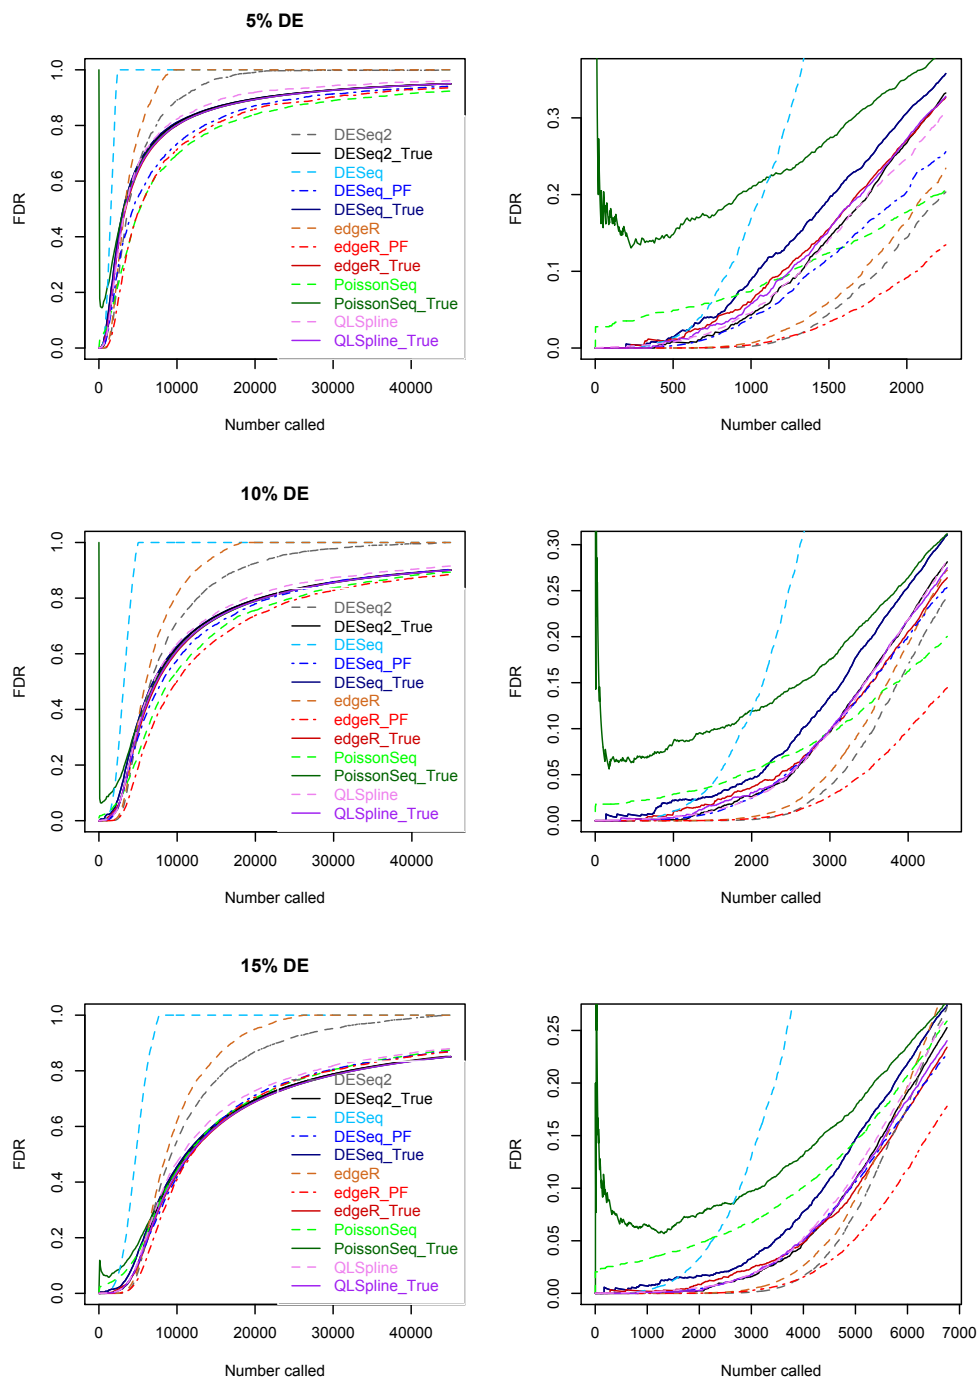 5% DE
FDR
0.0 0.2 0.4 0.6 0.8 1.0
DESeq2
DESeq2_True
DESeq
DESeq_PF
DESeq_True
edgeR
edgeR_PF
edgeR_True
PoissonSeq
PoissonSeq_True
QLSpline
QLSpline_True
0 10000 20000 30000 40000
Number called
FDR
0.0 0.1 0.2 0.3
0 500 1000 1500 2000
Number called
10% DE
FDR
0.0 0.2 0.4 0.6 0.8 1.0
DESeq2
DESeq2_True
DESeq
DESeq_PF
DESeq_True
edgeR
edgeR_PF
edgeR_True
PoissonSeq
PoissonSeq_True
QLSpline
QLSpline_True
0 10000 20000 30000 40000
Number called
FDR
0.00 0.05 0.10 0.15 0.20 0.25 0.30
0 1000 2000 3000 4000
Number called
15% DE
FDR
0.0 0.2 0.4 0.6 0.8 1.0
DESeq2
DESeq2_True
DESeq
DESeq_PF
DESeq_True
edgeR
edgeR_PF
edgeR_True
PoissonSeq
PoissonSeq_True
QLSpline
QLSpline_True
0 10000 20000 30000 40000
Number called
FDR
0.00 0.05 0.10 0.15 0.20 0.25
0 1000 2000 3000 4000 5000 6000 7000
Number called